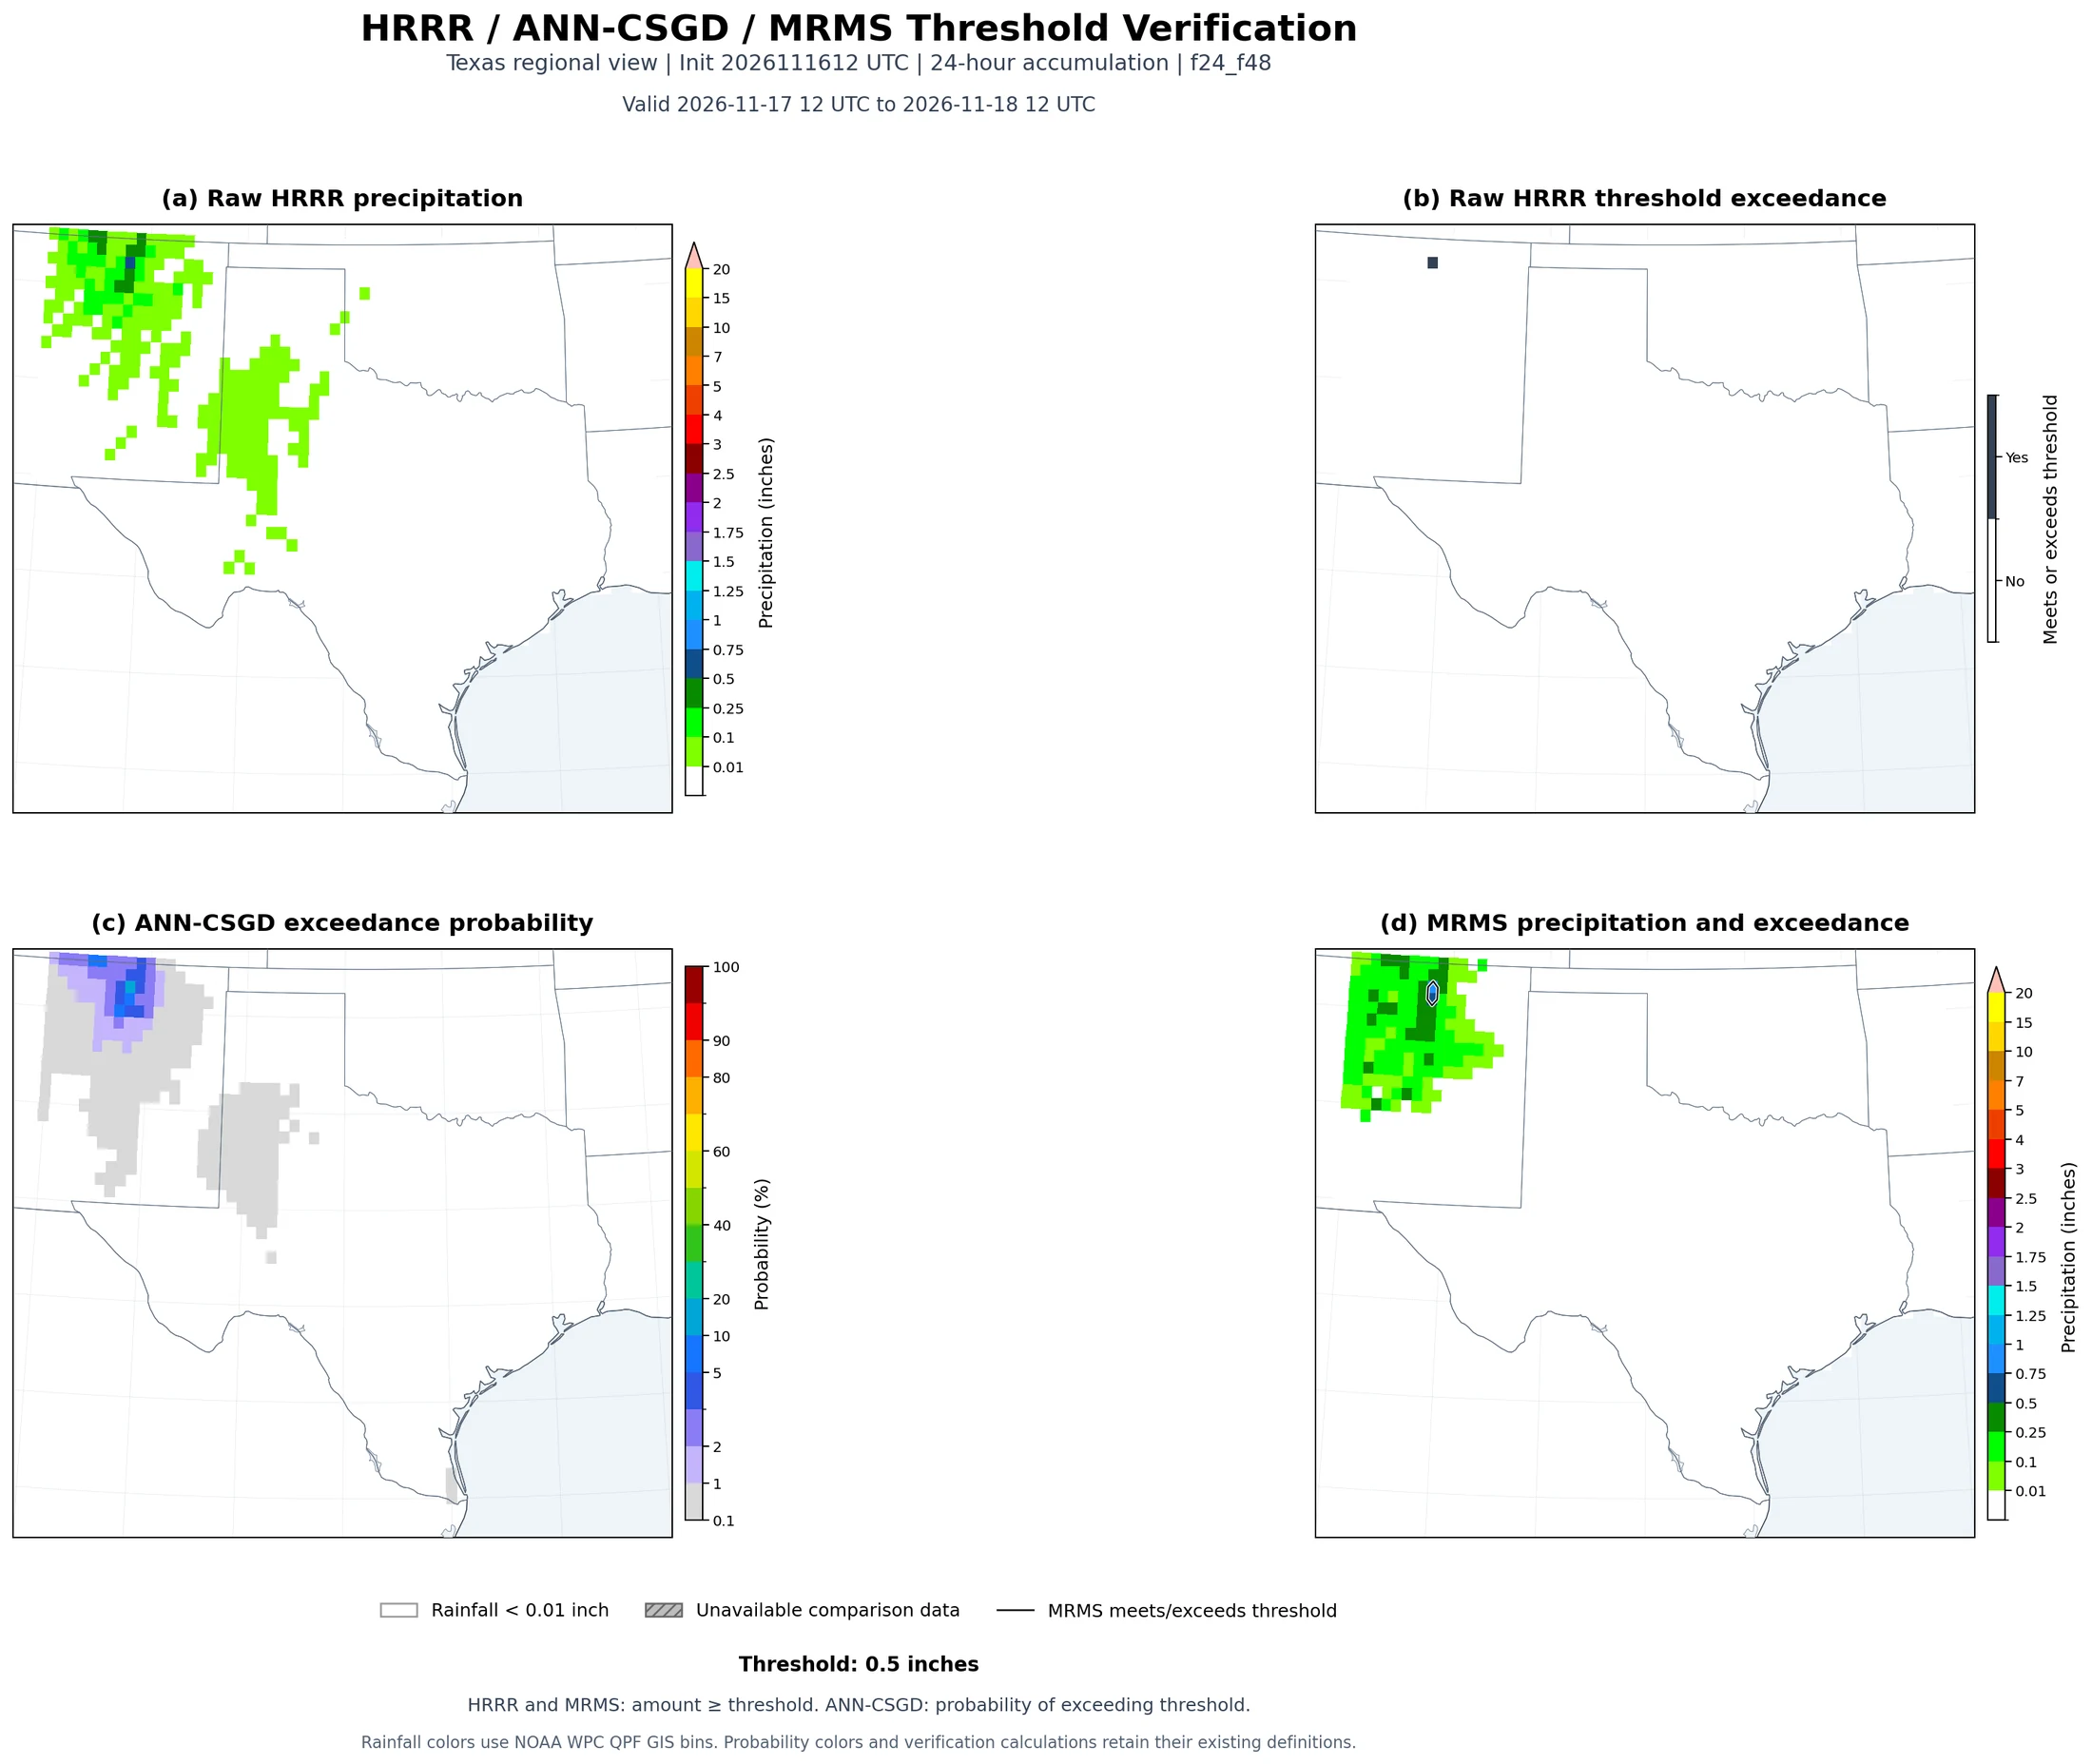 HRRR / ANN-CSGD / MRMS Threshold Verification
Texas regional view | Init 2026111612 UTC | 24-hour accumulation | f24_f48
Valid 2026-11-17 12 UTC to 2026-11-18 12 UTC
(a) Raw HRRR precipitation
20
15
10
7
5
4
3
2.5
2
1.75
1.5
1.25
1
0.75
0.5
0.25
0.1
0.01
Precipitation (inches)
(b) Raw HRRR threshold exceedance
Yes
No
Meets or exceeds threshold
(c) ANN-CSGD exceedance probability
100
90
80
60
40
20
10
5
2
1
0.1
Probability (%)
(d) MRMS precipitation and exceedance
20
15
10
7
5
4
3
2.5
2
1.75
1.5
1.25
1
0.75
0.5
0.25
0.1
0.01
Precipitation (inches)
Rainfall < 0.01 inch
Unavailable comparison data
MRMS meets/exceeds threshold
Threshold: 0.5 inches
HRRR and MRMS: amount ≥ threshold. ANN-CSGD: probability of exceeding threshold.
Rainfall colors use NOAA WPC QPF GIS bins. Probability colors and verification calculations retain their existing definitions.